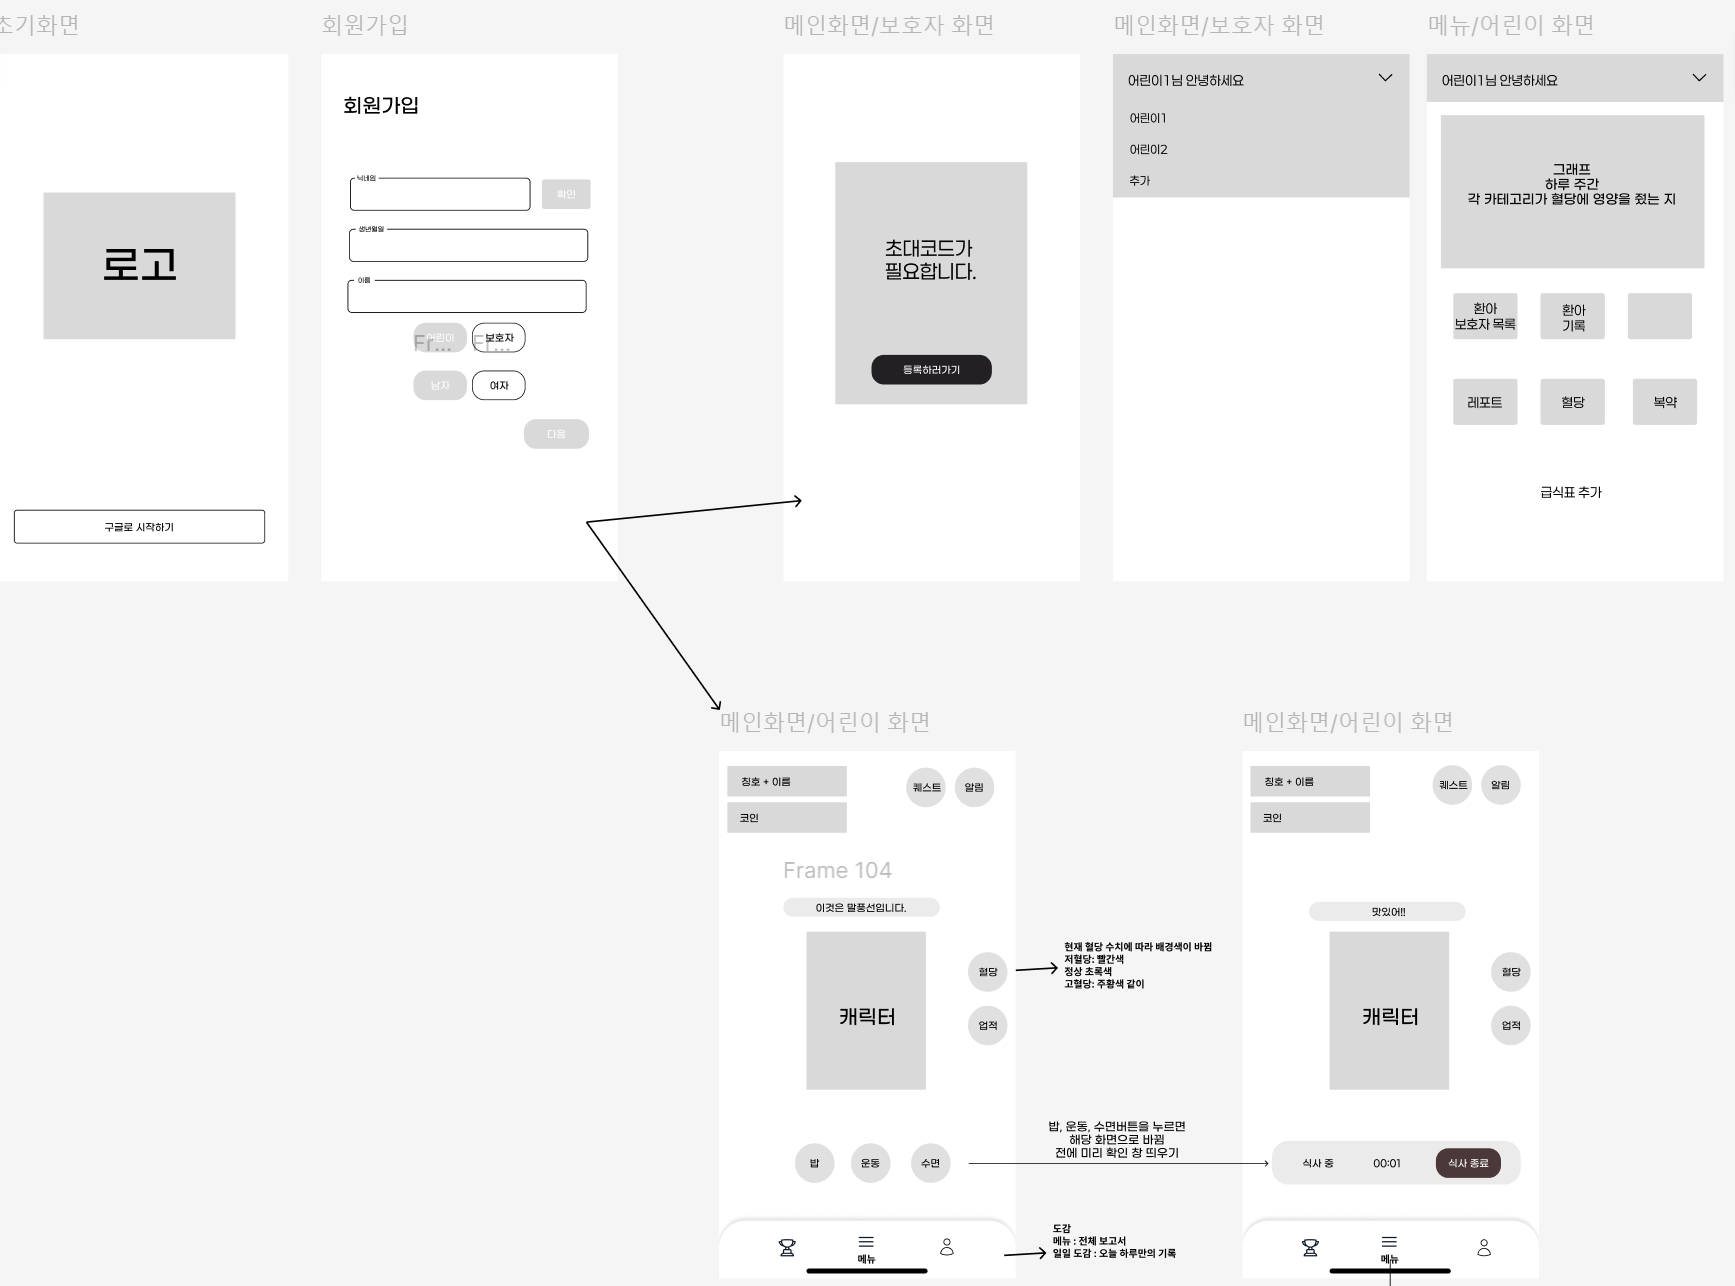 초기화면
회원가입
메인화면/보호자 화면
메인화면/보호자 화면
메뉴/어린이 화면
로고
구글로 시작하기
회원가입
닉네임
확인
생년월일
이름
어린이
보호자
Fr...
Fr...
남자
여자
다음
초대코드가
필요합니다.
등록하러가기
어린이1님 안녕하세요
어린이1
어린이2
추가
어린이1님 안녕하세요
그래프
하루 주간
각 카테고리가 혈당에 영양을 줬는 지
환아
보호자 목록
환아
기록
레포트
혈당
복약
급식표 추가
메인화면/어린이 화면
칭호 + 이름
코인
퀘스트
알림
Frame 104
이것은 말풍선입니다.
캐릭터
혈당
업적
현재 혈당 수치에 따라 배경색이 바뀜
저혈당: 빨간색
정상 초록색
고혈당: 주황색 같이
밥
운동
수면
밥, 운동, 수면버튼을 누르면
해당 화면으로 바뀜
전에 미리 확인 창 띄우기
메뉴
도감
메뉴 : 전체 보고서
일일 도감 : 오늘 하루만의 기록
메인화면/어린이 화면
칭호 + 이름
코인
퀘스트
알림
맛있어!!
캐릭터
혈당
업적
식사 중
00:01
식사 종료
메뉴